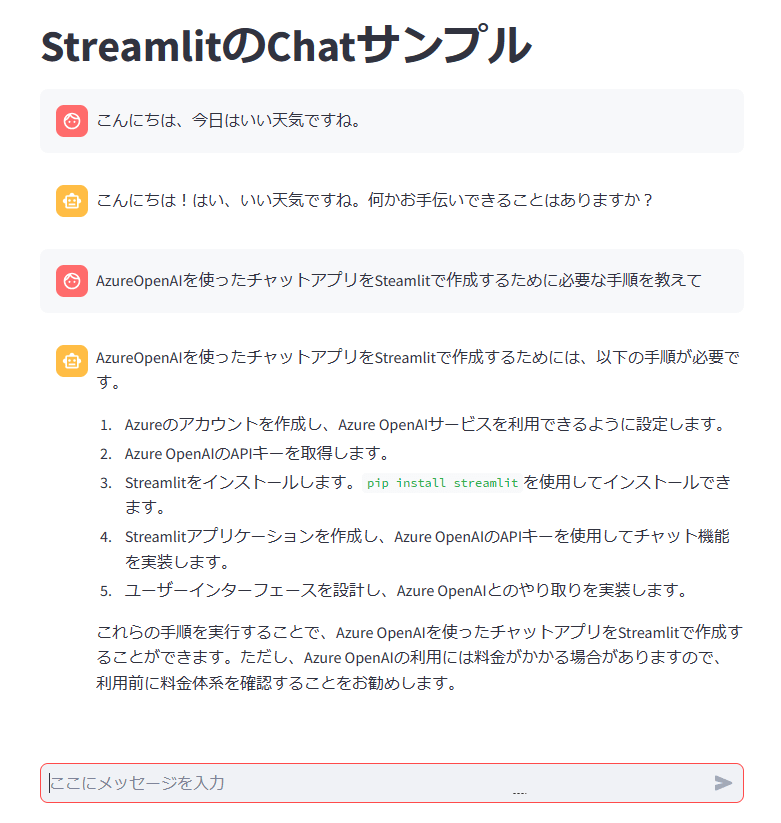 StreamlitのChatサンプル
こんにちは、今日はいい天気ですね。
こんにちは！はい、いい天気ですね。何かお手伝いできることはありますか？
AzureOpenAIを使ったチャットアプリをSteamlitで作成するために必要な手順を教えて
AzureOpenAIを使ったチャットアプリをStreamlitで作成するためには、以下の手順が必要で
す。
1. Azureのアカウントを作成し、Azure OpenAIサービスを利用できるように設定します。
2. Azure OpenAIのAPIキーを取得します。
3. Streamlitをインストールします。 pip install streamlit を使用してインストールでき
ます。
4. Streamlitアプリケーションを作成し、Azure OpenAIのAPIキーを使用してチャット機能
を実装します。
5. ユーザーインターフェースを設計し、Azure OpenAIとのやり取りを実装します。
これらの手順を実行することで、Azure OpenAIを使ったチャットアプリをStreamlitで作成す
ることができます。ただし、Azure OpenAIの利用には料金がかかる場合がありますので、
利用前に料金体系を確認することをお勧めします。
ここにメッセージを入力